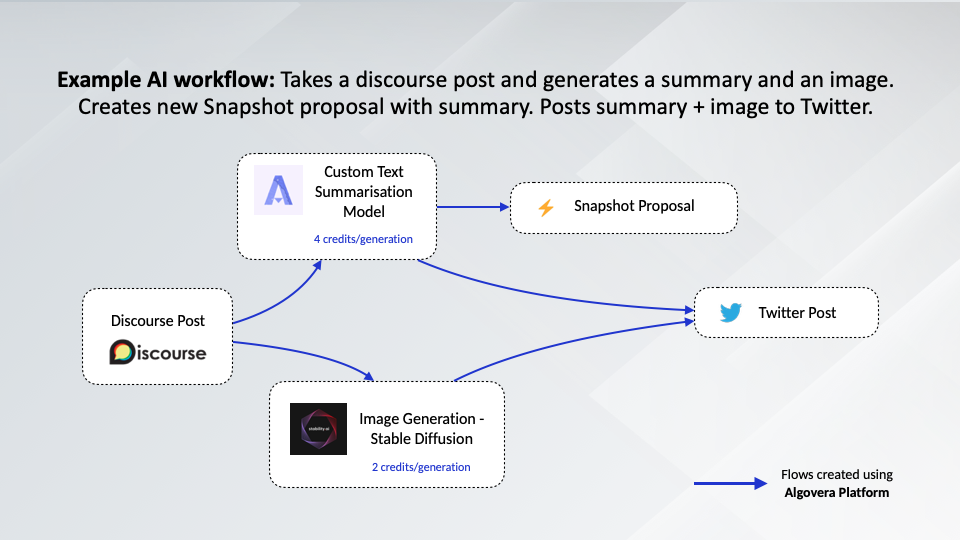 Example AI workflow: Takes a discourse post and generates a summary and an image.
Creates new Snapshot proposal with summary. Posts summary + image to Twitter.
Custom Text
Summarisation
Model
4 credits/generation
Snapshot Proposal
Discourse Post
Discourse
Twitter Post
stability.ai
Image Generation -
Stable Diffusion
2 credits/generation
Flows created using
Algovera Platform